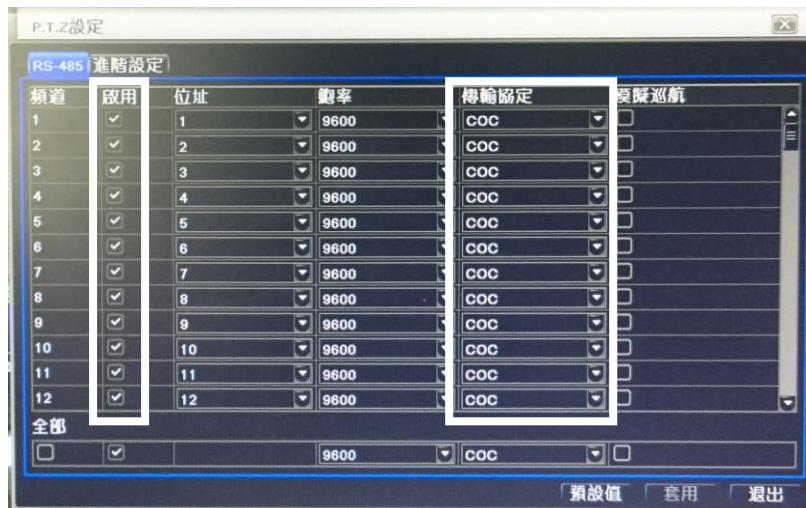 P.T.Z設定
RS-485 進階設定
頻道 啟用 位址 鮑率 傳輸協定 模擬巡航
1 1 9600 COC
2 2 9600 COC
3 3 9600 COC
4 4 9600 COC
5 5 9600 COC
6 6 9600 COC
7 7 9600 COC
8 8 9600 COC
9 9 9600 COC
10 10 9600 COC
11 11 9600 COC
12 12 9600 COC
全部
9600 COC
預設值 套用 退出